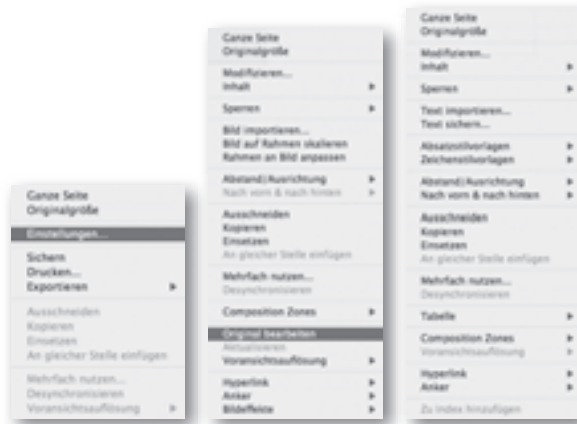 Ganze Seite
Originalgröße
Einstellungen...
Sichern
Drucken...
Exportieren
Ausschneiden
Kopieren
Einsetzen
An gleicher Stelle einfügen
Mehrfach nutzen...
Desynchronisieren
Voransichtsauflösung
Ganze Seite
Originalgröße
Modifizieren...
Inhalt
Sperren
Bild importieren...
Bild auf Rahmen skalieren
Rahmen an Bild anpassen
Abstand/Ausrichtung
Nach vorn & nach hinten
Ausschneiden
Kopieren
Einsetzen
An gleicher Stelle einfügen
Mehrfach nutzen...
Desynchronisieren
Composition Zones
Original bearbeiten
Aktualisieren
Voransichtsauflösung
Hyperlink
Anker
Bildeffekte
Ganze Seite
Originalgröße
Modifizieren...
Inhalt
Sperren
Text importieren...
Text sichern...
Absatzstilvorlagen
Zeichenstilvorlagen
Abstand/Ausrichtung
Nach vorn & nach hinten
Ausschneiden
Kopieren
Einsetzen
An gleicher Stelle einfügen
Mehrfach nutzen...
Desynchronisieren
Tabelle
Composition Zones
Voransichtsauflösung
Hyperlink
Anker
Zu Index hinzufügen